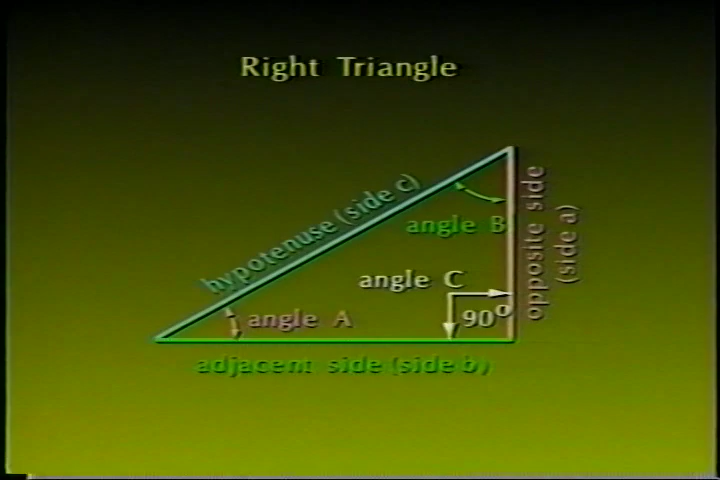 Right Triangle
hypotenuse (side c)
angle B
opposite side
(side a)
angle C
90°
angle A
adjacent side (side b)